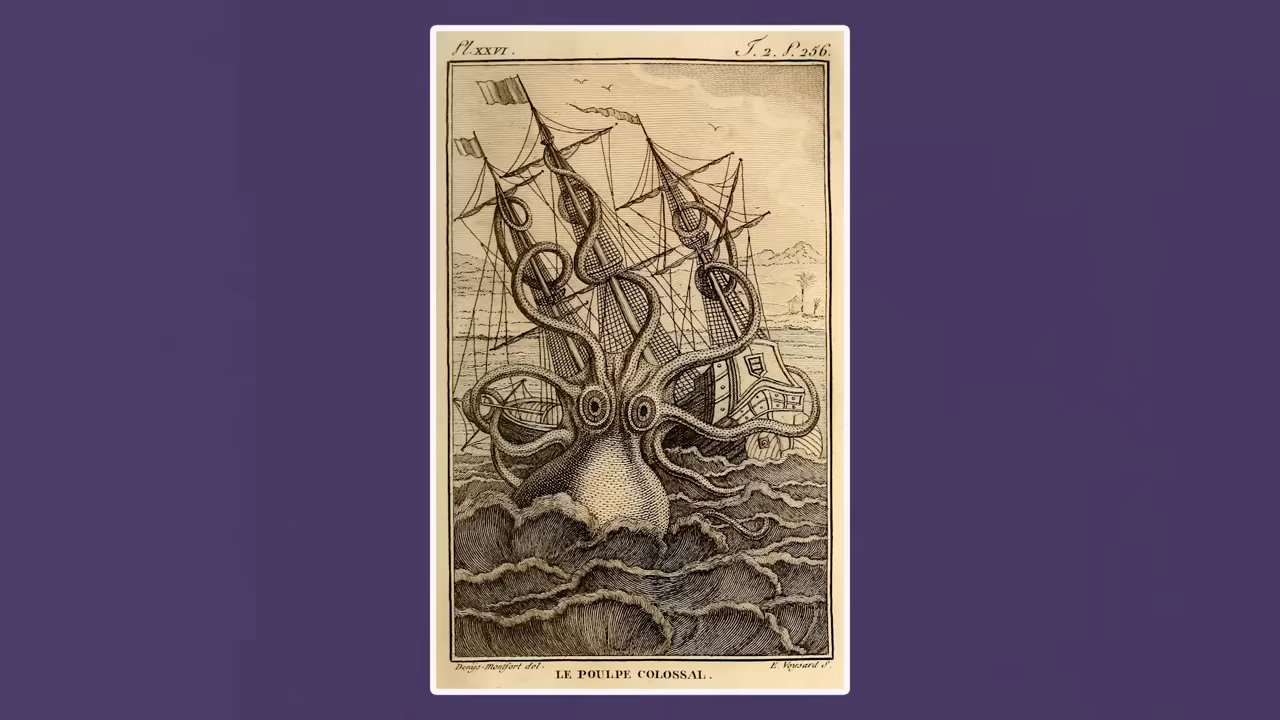 Pl. XXVI.
T. 2. P. 256.
Denys-Montfort del.
E. Voysard S.
LE POULPE COLOSSAL.